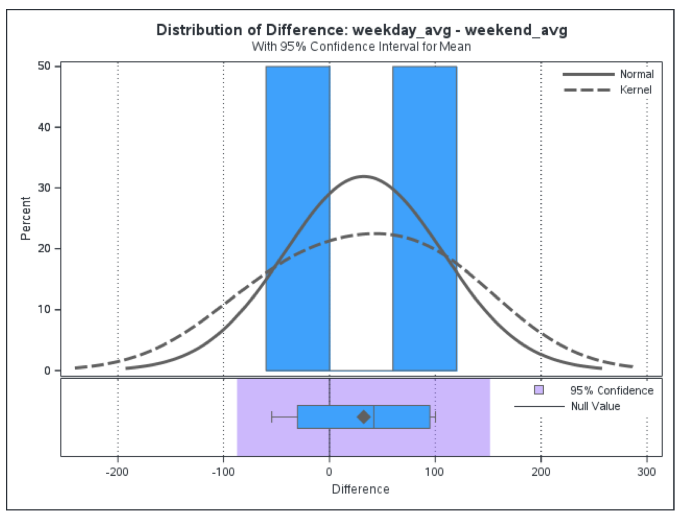 Distribution of Difference: weekday_avg - weekend_avg
With 95% Confidence Interval for Mean
Normal
Kernel
50
40
30
20
10
0
Percent
95% Confidence
Null Value
-200 -100 0 100 200 300
Difference